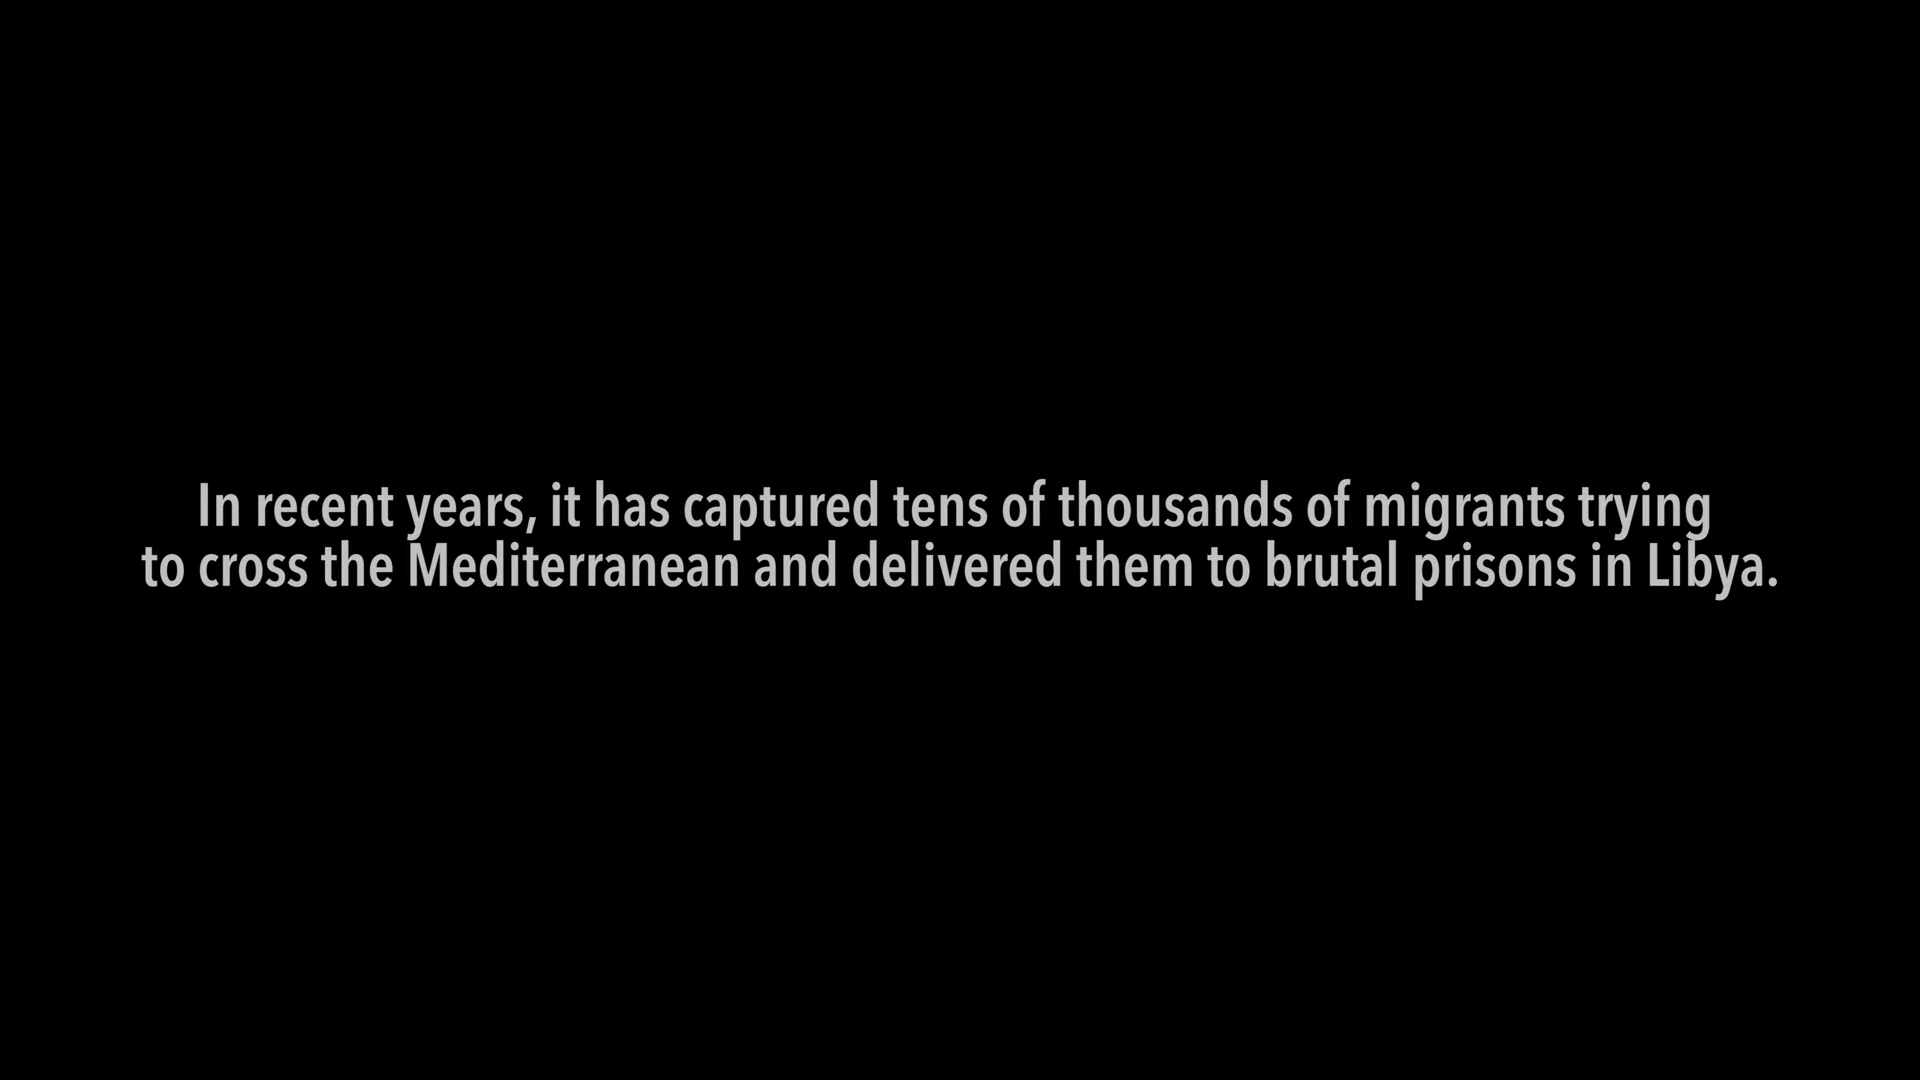 In recent years, it has captured tens of thousands of migrants trying
to cross the Mediterranean and delivered them to brutal prisons in Libya.